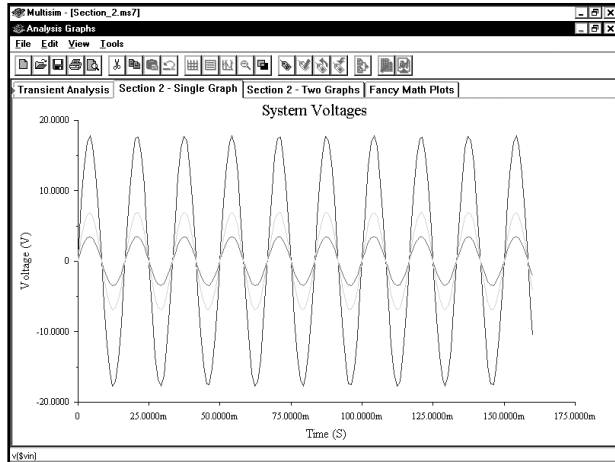 Multisim - [Section_2.ms7]
Analysis Graphs
File Edit View Tools
Transient Analysis Section 2 - Single Graph Section 2 - Two Graphs Fancy Math Plots
System Voltages
20.0000
10.0000
0
-10.0000
-20.0000
Voltage (V)
0 25.0000m 50.0000m 75.0000m 100.0000m 125.0000m 150.0000m 175.0000m
Time (S)
v($vin)